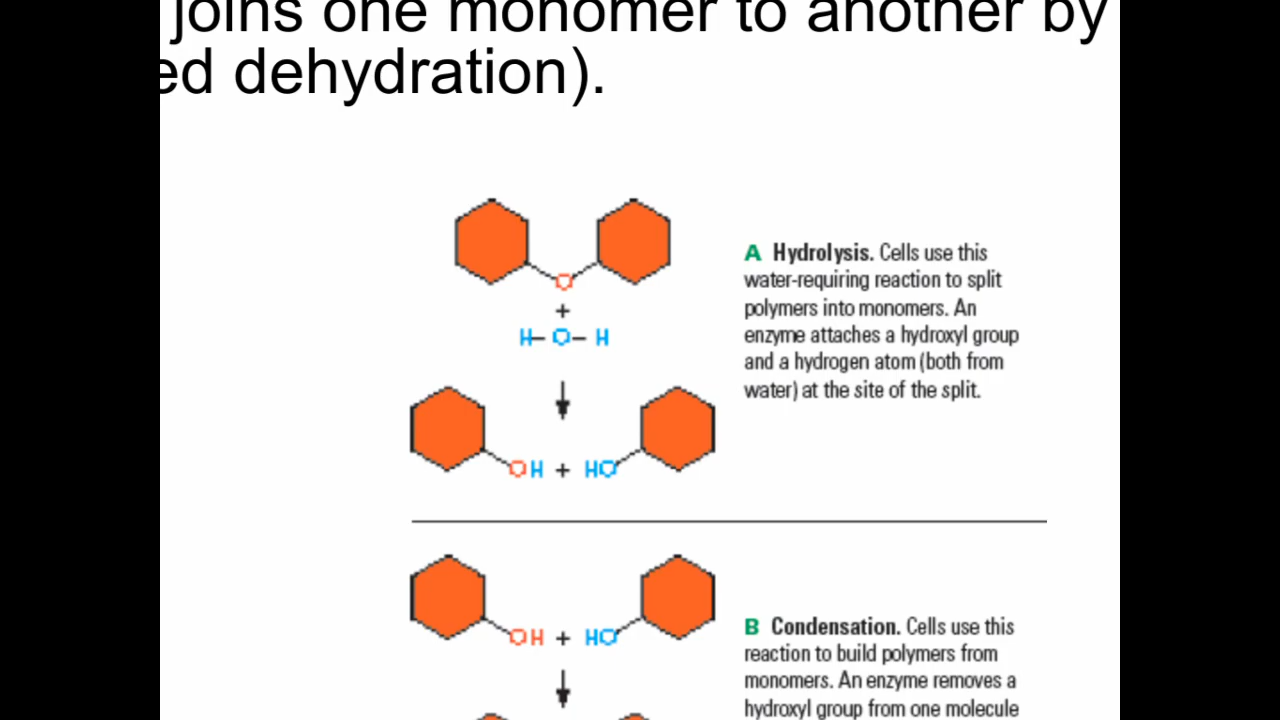 joins one monomer to another by
ed dehydration).
O
+
H– O – H
OH + HO
A Hydrolysis. Cells use this
water-requiring reaction to split
polymers into monomers. An
enzyme attaches a hydroxyl group
and a hydrogen atom (both from
water) at the site of the split.
OH + HO
B Condensation. Cells use this
reaction to build polymers from
monomers. An enzyme removes a
hydroxyl group from one molecule